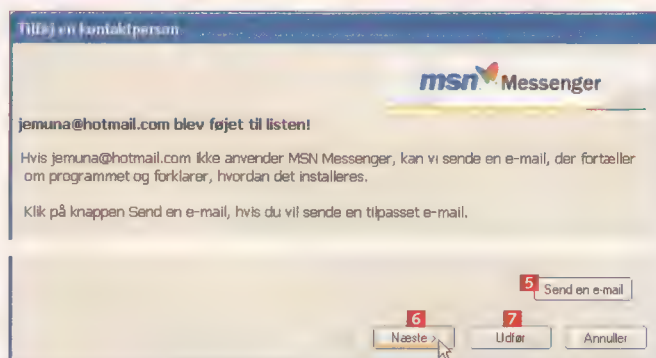 Tilføj en kontaktperson
msn Messenger
jemuna@hotmail.com blev føjet til listen!
Hvis jemuna@hotmail.com ikke anvender MSN Messenger, kan vi sende en e-mail, der fortæller
om programmet og forklarer, hvordan det installeres.
Klik på knappen Send en e-mail, hvis du vil sende en tilpasset e-mail.
5 Send en e-mail
6 7
Næste > Udfør Annuller